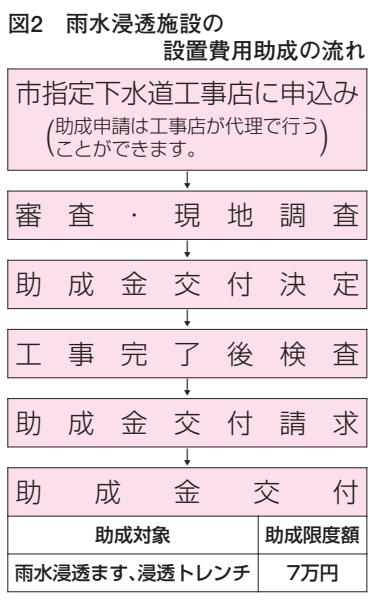 図2 雨水浸透施設の
設置費用助成の流れ
市指定下水道工事店に申込み
(助成申請は工事店が代理で行う
ことができます。)
↓
審査・現地調査
↓
助成金交付決定
↓
工事完了後検査
↓
助成金交付請求
↓
助成金交付
助成対象 助成限度額
雨水浸透ます、浸透トレンチ 7万円